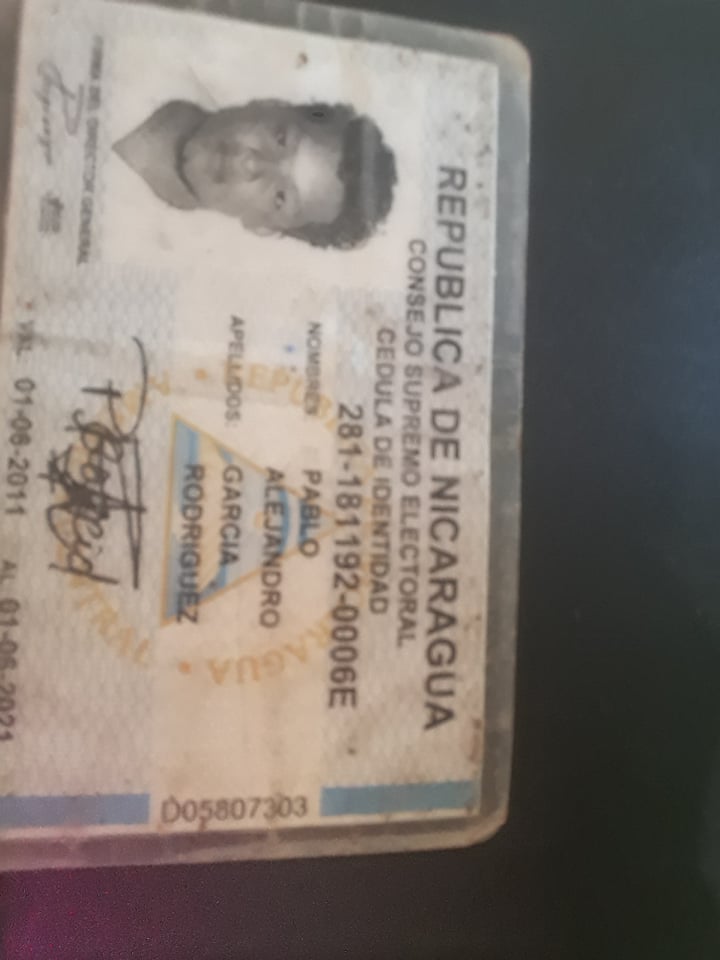 REPUBLICA DE NICARAGUA
CONSEJO SUPREMO ELECTORAL
CEDULA DE IDENTIDAD
281-181192-0006E
NOMBRES: PABLO
ALEJANDRO
APELLIDOS: GARCIA
RODRIGUEZ
FIRMA DEL DIRECTOR GENERAL
VAL 01-06-2011 AL 01-06-2021
D05807303